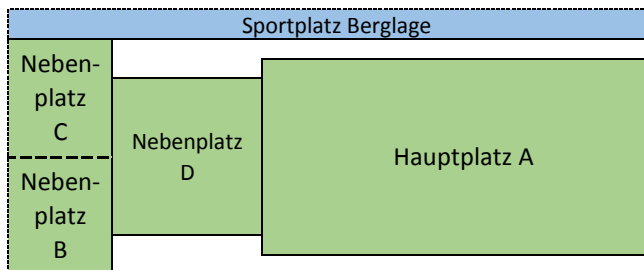 Sportplatz Berglage
Neben-
platz
C
Neben-
platz
B
Nebenplatz
D
Hauptplatz A